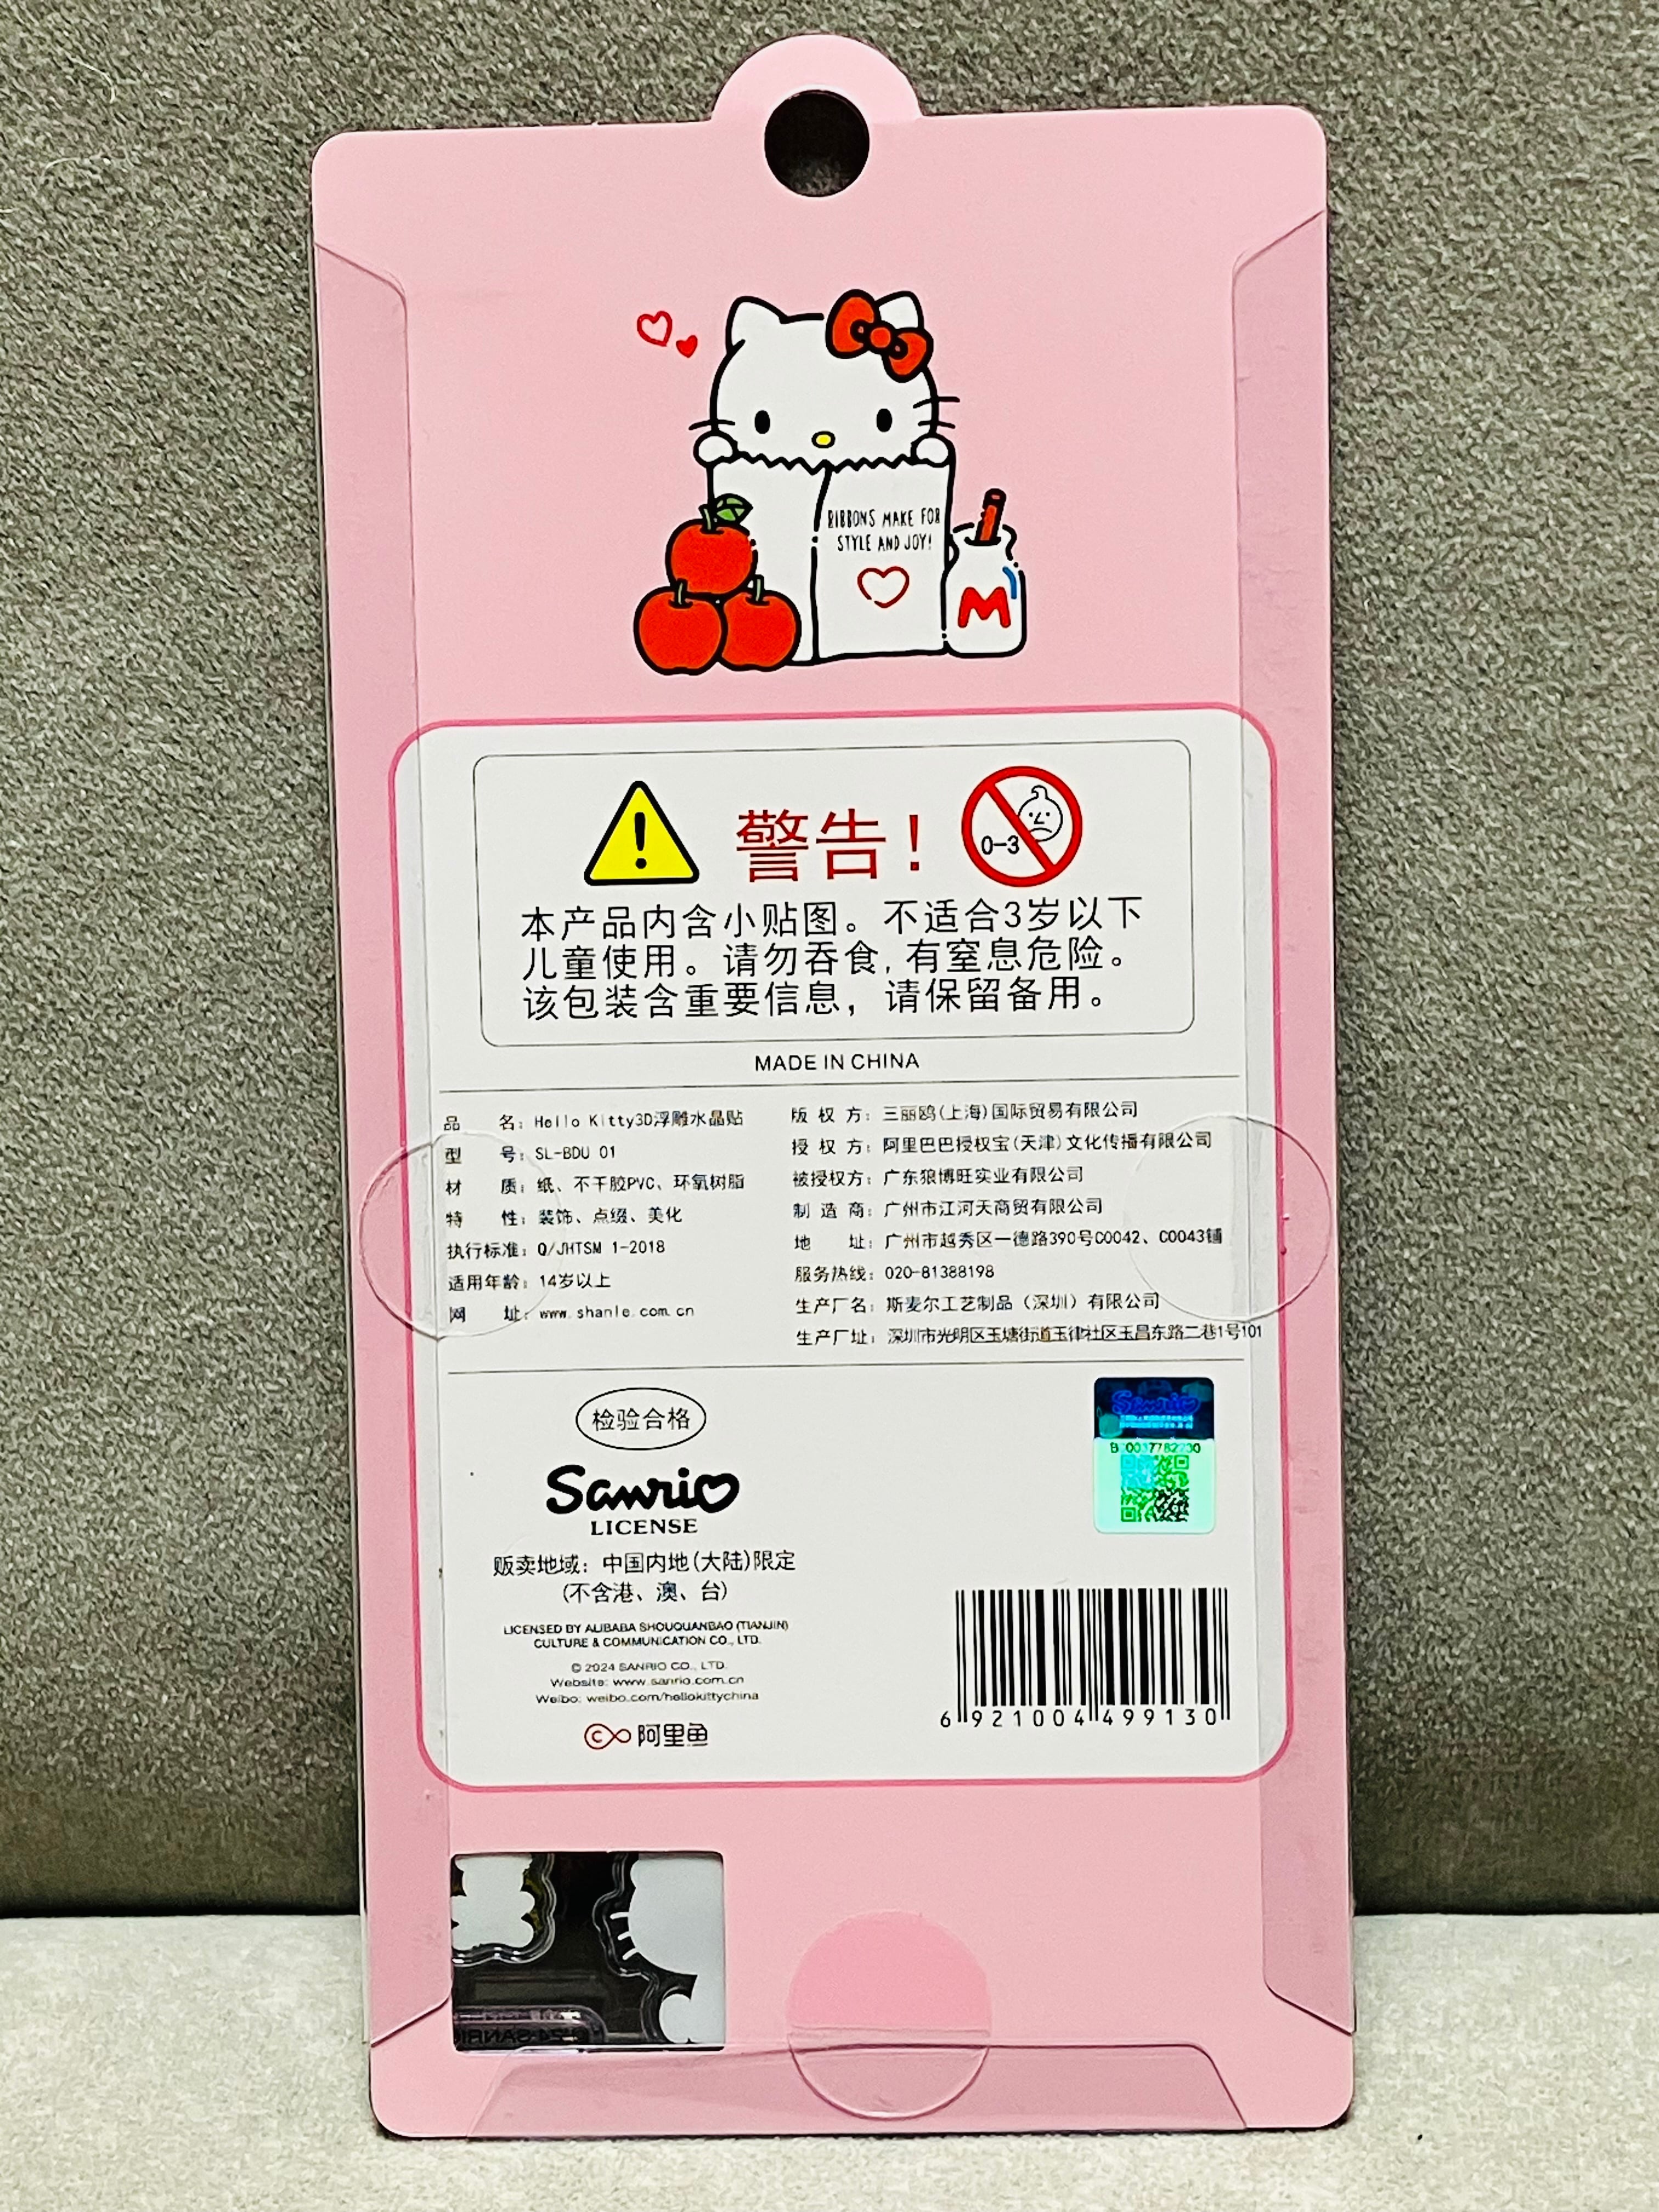 RIBBONS MAKE FOR
STYLE AND JOY!
M
警告!
0-3
本产品内含小贴图。不适合3岁以下
儿童使用。请勿吞食,有窒息危险。
该包装含重要信息，请保留备用。
MADE IN CHINA
品 名：Hello Kitty3D浮雕水晶贴
型 号：SL-BDU 01
材 质：纸、不干胶PVC、环氧树脂
特 性：装饰、点缀、美化
执行标准：Q/JHTSM 1-2018
适用年龄：14岁以上
网 址：www.shanle.com.cn
版 权 方：三丽鸥(上海)国际贸易有限公司
授 权 方：阿里巴巴授权宝(天津)文化传播有限公司
被授权方：广东狼博旺实业有限公司
制 造 商：广州市江河天商贸有限公司
地 址：广州市越秀区一德路390号C0042、C0043铺
服务热线：020-81388198
生产厂名：斯麦尔工艺制品（深圳）有限公司
生产厂址：深圳市光明区玉塘街道玉律社区玉昌东路二巷1号101
检验合格
Sanrio
LICENSE
贩卖地域：中国内地(大陆)限定
(不含港、澳、台)
LICENSED BY ALIBABA SHOUQUANBAO (TIANJIN)
CULTURE & COMMUNICATION CO., LTD.
© 2024 SANRIO CO., LTD.
Website: www.sanrio.com.cn
Weibo: weibo.com/hellokittychina
阿里鱼
Sanrio
6 921004 499130